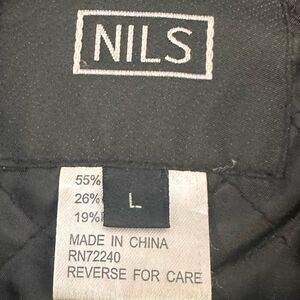 NILS
55%
26%
19%
L
MADE IN CHINA
RN72240
REVERSE FOR CARE